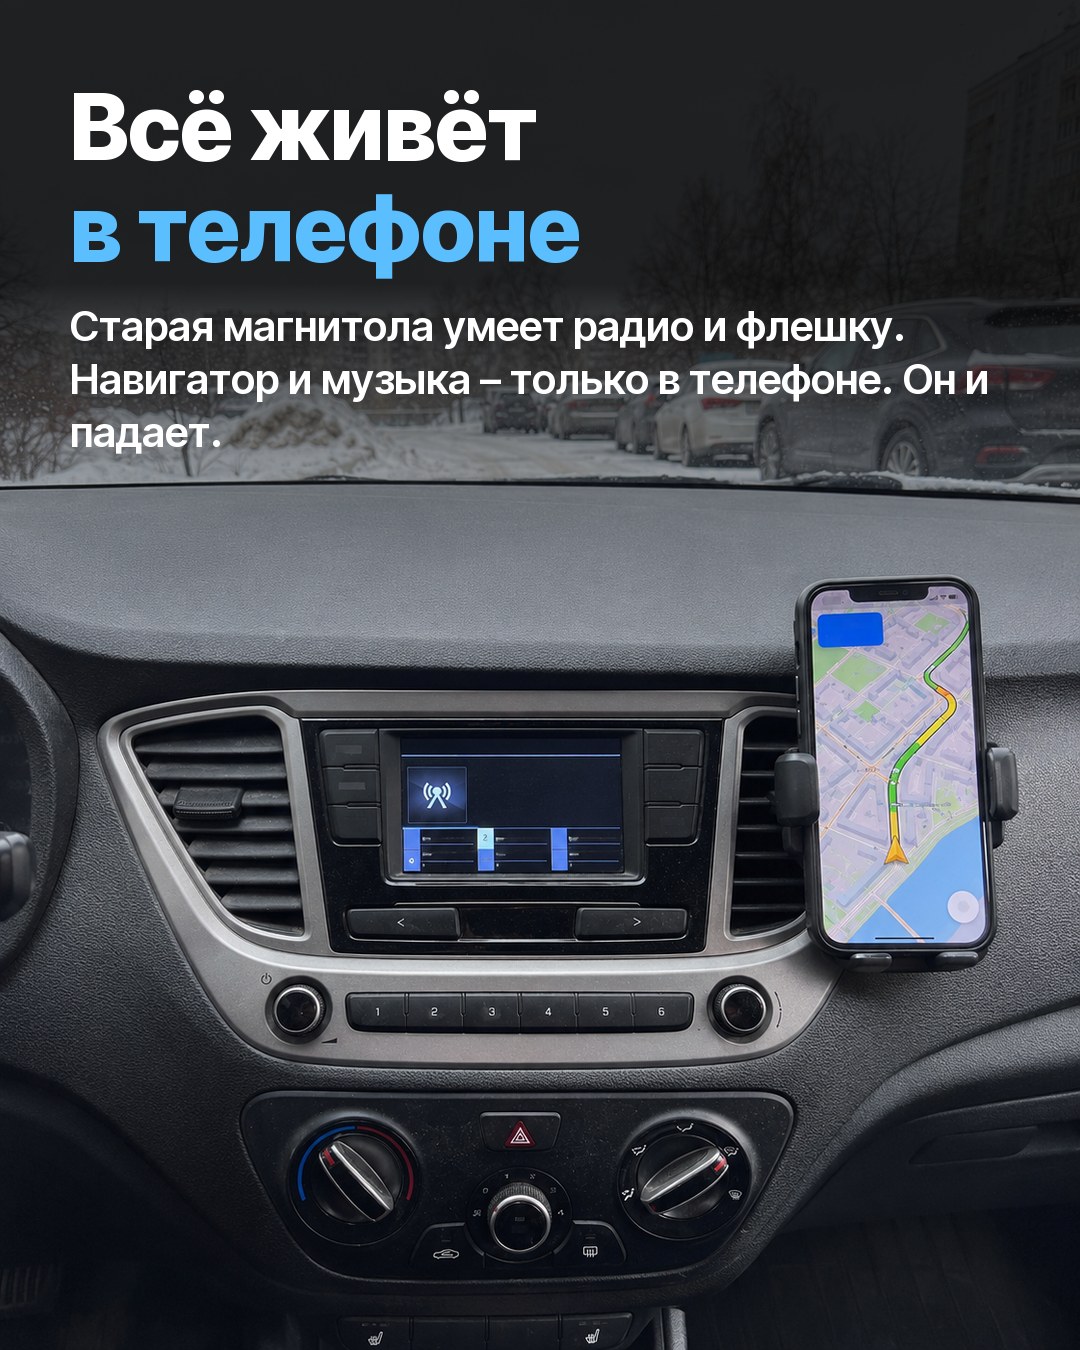 Всё живёт
в телефоне
Старая магнитола умеет радио и флешку.
Навигатор и музыка – только в телефоне. Он и
падает.
2
< >
1 2 3 4 5 6